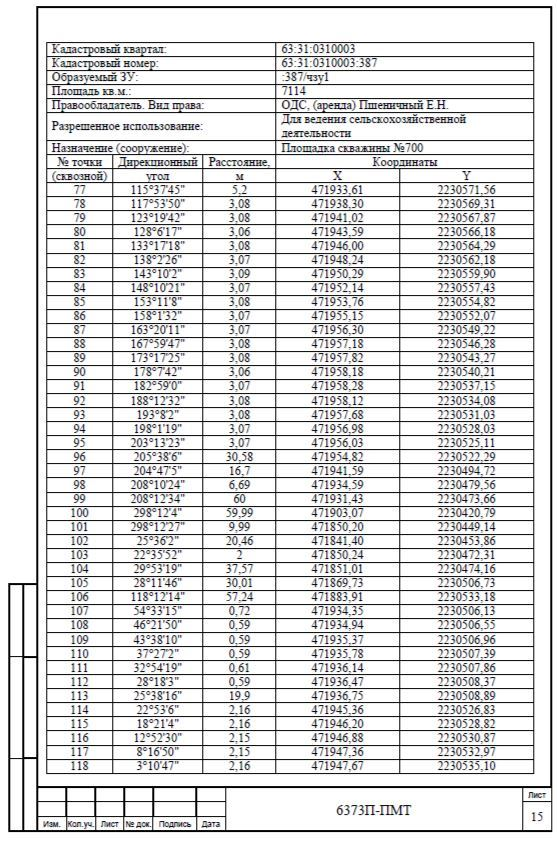 Кадастровый квартал: 63:31:0310003
Кадастровый номер: 63:31:0310003:387
Образуемый ЗУ: :387/чзу1
Площадь кв.м.: 7114
Правообладатель. Вид права: ОДС, (аренда) Пшеничный Е.Н.
Разрешенное использование: Для ведения сельскохозяйственной
деятельности
Назначение (сооружение): Площадка скважины №700
№ точки Дирекционный Расстояние, Координаты
(сквозной) угол м X Y
77 115°37'45" 5,2 471933,61 2230571,56
78 117°53'50" 3,08 471938,30 2230569,31
79 123°19'42" 3,08 471941,02 2230567,87
80 128°6'17" 3,06 471943,59 2230566,18
81 133°17'18" 3,08 471946,00 2230564,29
82 138°2'26" 3,07 471948,24 2230562,18
83 143°10'2" 3,09 471950,29 2230559,90
84 148°10'21" 3,07 471952,14 2230557,43
85 153°11'8" 3,08 471953,76 2230554,82
86 158°1'32" 3,07 471955,15 2230552,07
87 163°20'11" 3,07 471956,30 2230549,22
88 167°59'47" 3,08 471957,18 2230546,28
89 173°17'25" 3,08 471957,82 2230543,27
90 178°7'42" 3,06 471958,18 2230540,21
91 182°59'0" 3,07 471958,28 2230537,15
92 188°12'32" 3,08 471958,12 2230534,08
93 193°8'2" 3,08 471957,68 2230531,03
94 198°1'19" 3,07 471956,98 2230528,03
95 203°13'23" 3,07 471956,03 2230525,11
96 205°38'6" 30,58 471954,82 2230522,29
97 204°47'5" 16,7 471941,59 2230494,72
98 208°10'24" 6,69 471934,59 2230479,56
99 208°12'34" 60 471931,43 2230473,66
100 298°12'4" 59,99 471903,07 2230420,79
101 298°12'27" 9,99 471850,20 2230449,14
102 25°36'2" 20,46 471841,40 2230453,86
103 22°35'52" 2 471850,24 2230472,31
104 29°53'19" 37,57 471851,01 2230474,16
105 28°11'46" 30,01 471869,73 2230506,73
106 118°12'14" 57,24 471883,91 2230533,18
107 54°33'15" 0,72 471934,35 2230506,13
108 46°21'50" 0,59 471934,94 2230506,55
109 43°38'10" 0,59 471935,37 2230506,96
110 37°27'2" 0,59 471935,78 2230507,39
111 32°54'19" 0,61 471936,14 2230507,86
112 28°18'3" 0,59 471936,47 2230508,37
113 25°38'16" 19,9 471936,75 2230508,89
114 22°53'6" 2,16 471945,36 2230526,83
115 18°21'4" 2,16 471946,20 2230528,82
116 12°52'30" 2,15 471946,88 2230530,87
117 8°16'50" 2,15 471947,36 2230532,97
118 3°10'47" 2,16 471947,67 2230535,10
6373П-ПМТ
Лист
15
Изм. Кол.уч. Лист № док. Подпись Дата